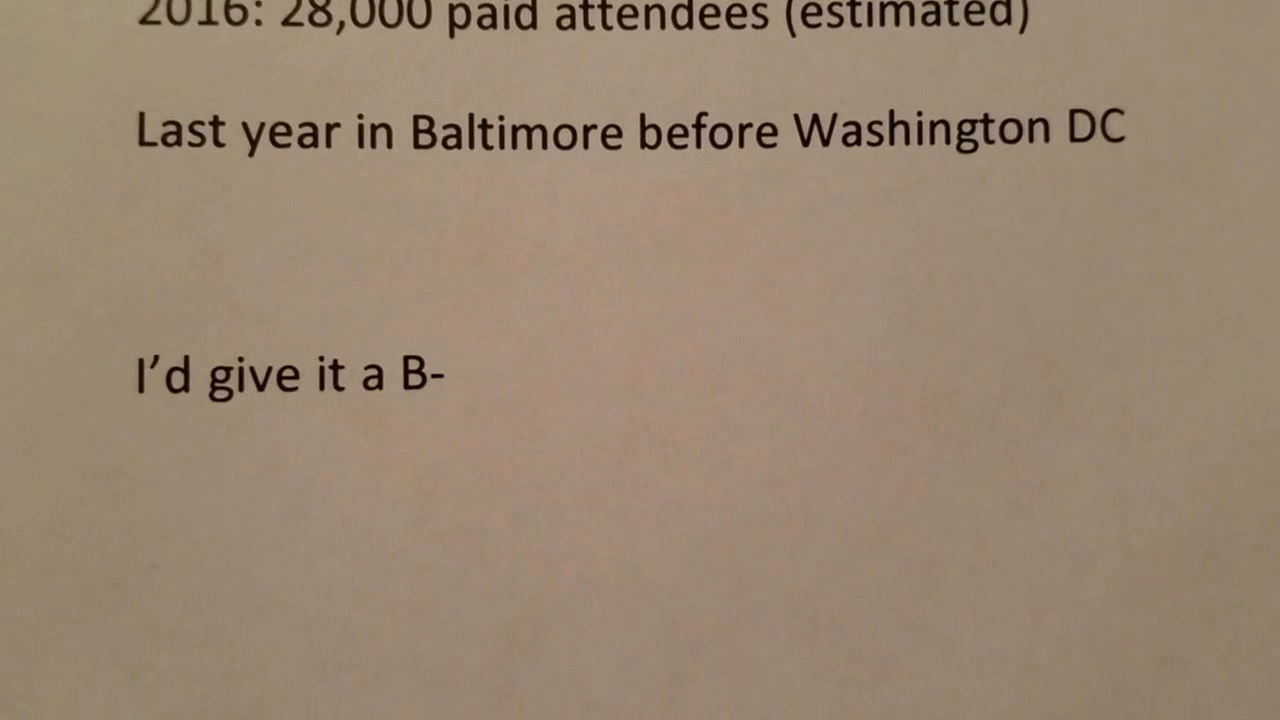 2016: 28,000 paid attendees (estimated)
Last year in Baltimore before Washington DC
I’d give it a B-